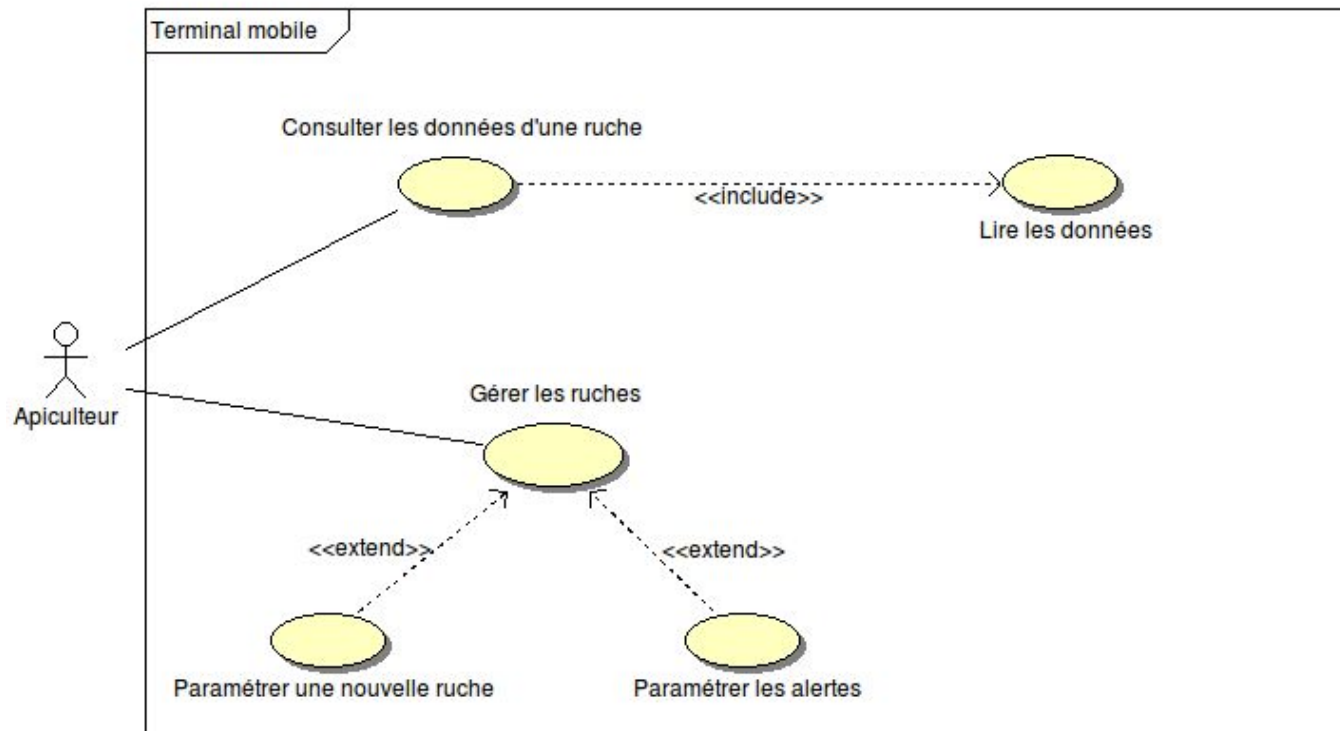 Terminal mobile
Consulter les données d'une ruche
<<include>>
Lire les données
Apiculteur
Gérer les ruches
<<extend>>
<<extend>>
Paramétrer une nouvelle ruche
Paramétrer les alertes